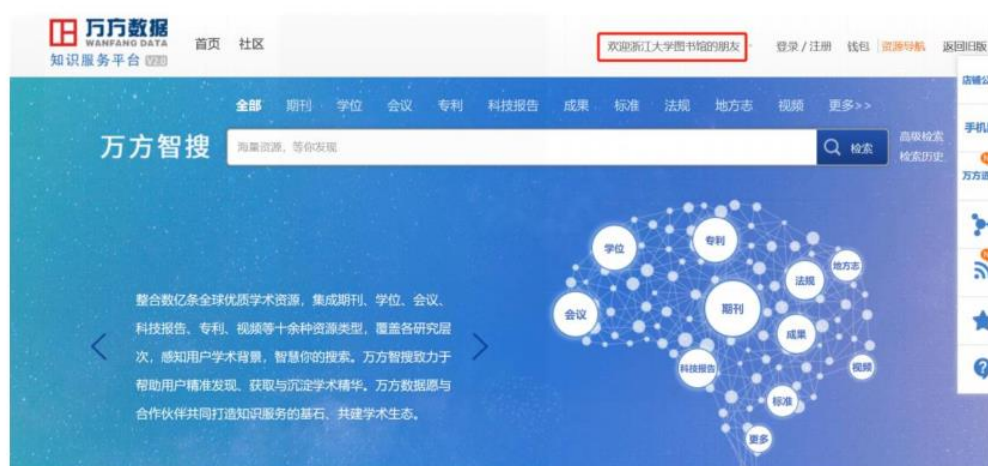 万方数据
WANFANG DATA
知识服务平台 V2.0
首页 社区
欢迎浙江大学图书馆的朋友 登录 / 注册 钱包 资源导航 返回旧版
全部 期刊 学位 会议 专利 科技报告 成果 标准 法规 地方志 视频 更多>>
万方智搜
海量资源，等你发现
检索
高级检索
检索历史
整合数亿条全球优质学术资源，集成期刊、学位、会议、
科技报告、专利、视频等十余种资源类型，覆盖各研究层
次，感知用户学术背景，智慧你的搜索。万方智搜致力于
帮助用户精准发现、获取与沉淀学术精华。万方数据愿与
合作伙伴共同打造知识服务的基石、共建学术生态。
学位
专利
地方志
法规
会议
期刊
成果
科技报告
视频
标准
更多
手机